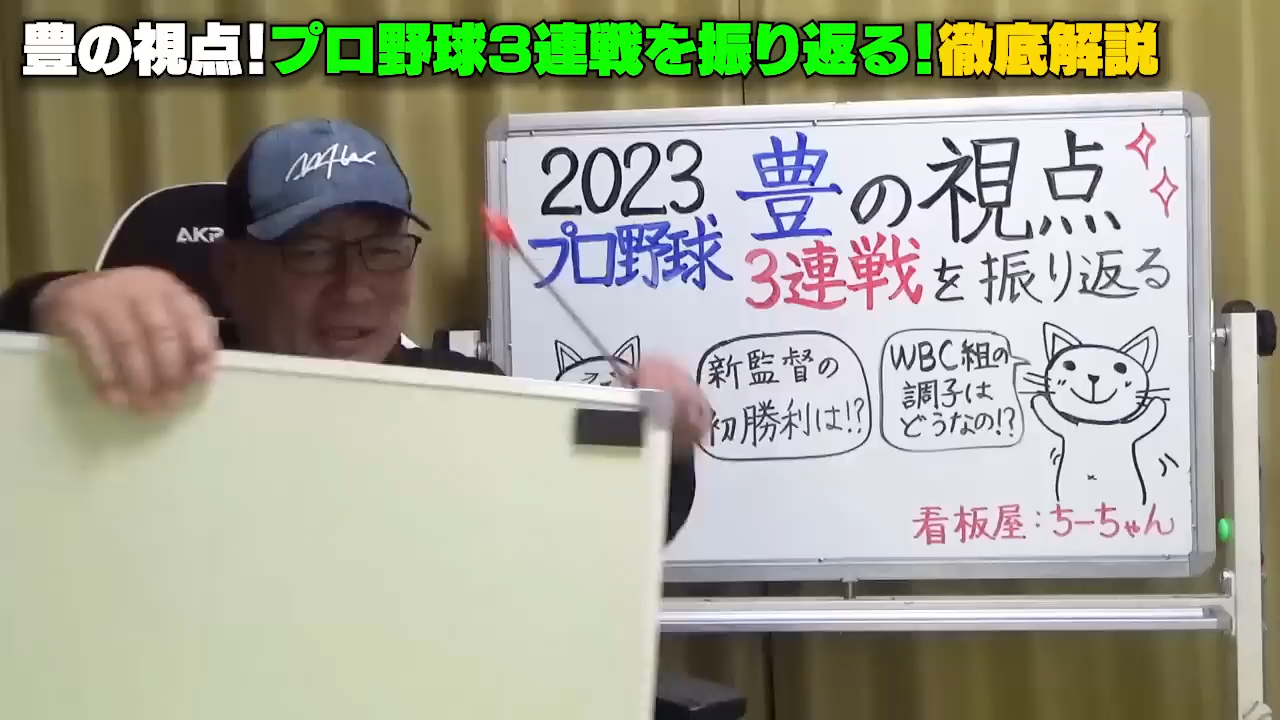 豊の視点!プロ野球3連戦を振り返る!徹底解説
2023 豊の視点
プロ野球 3連戦を振り返る
新監督の
初勝利は!?
WBC組の
調子は
どうなの!?
看板屋:ちーちゃん